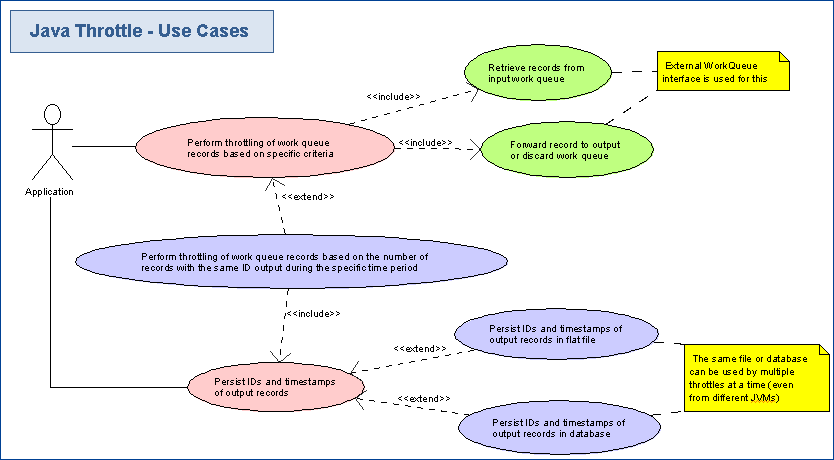 Java Throttle - Use Cases
Retrieve records from
input work queue
External WorkQueue
interface is used for this
<<include>>
Perform throttling of work queue
records based on specific criteria
<<include>>
Forward record to output
or discard work queue
Application
<<extend>>
Perform throttling of work queue records based on the number of
records with the same ID output during the specific time period
<<include>>
Persist IDs and timestamps of
output records in flat file
<<extend>>
The same file or database
can be used by multiple
throttles at a time (even
from different JVMs)
Persist IDs and timestamps
of output records
<<extend>>
Persist IDs and timestamps of
output records in database